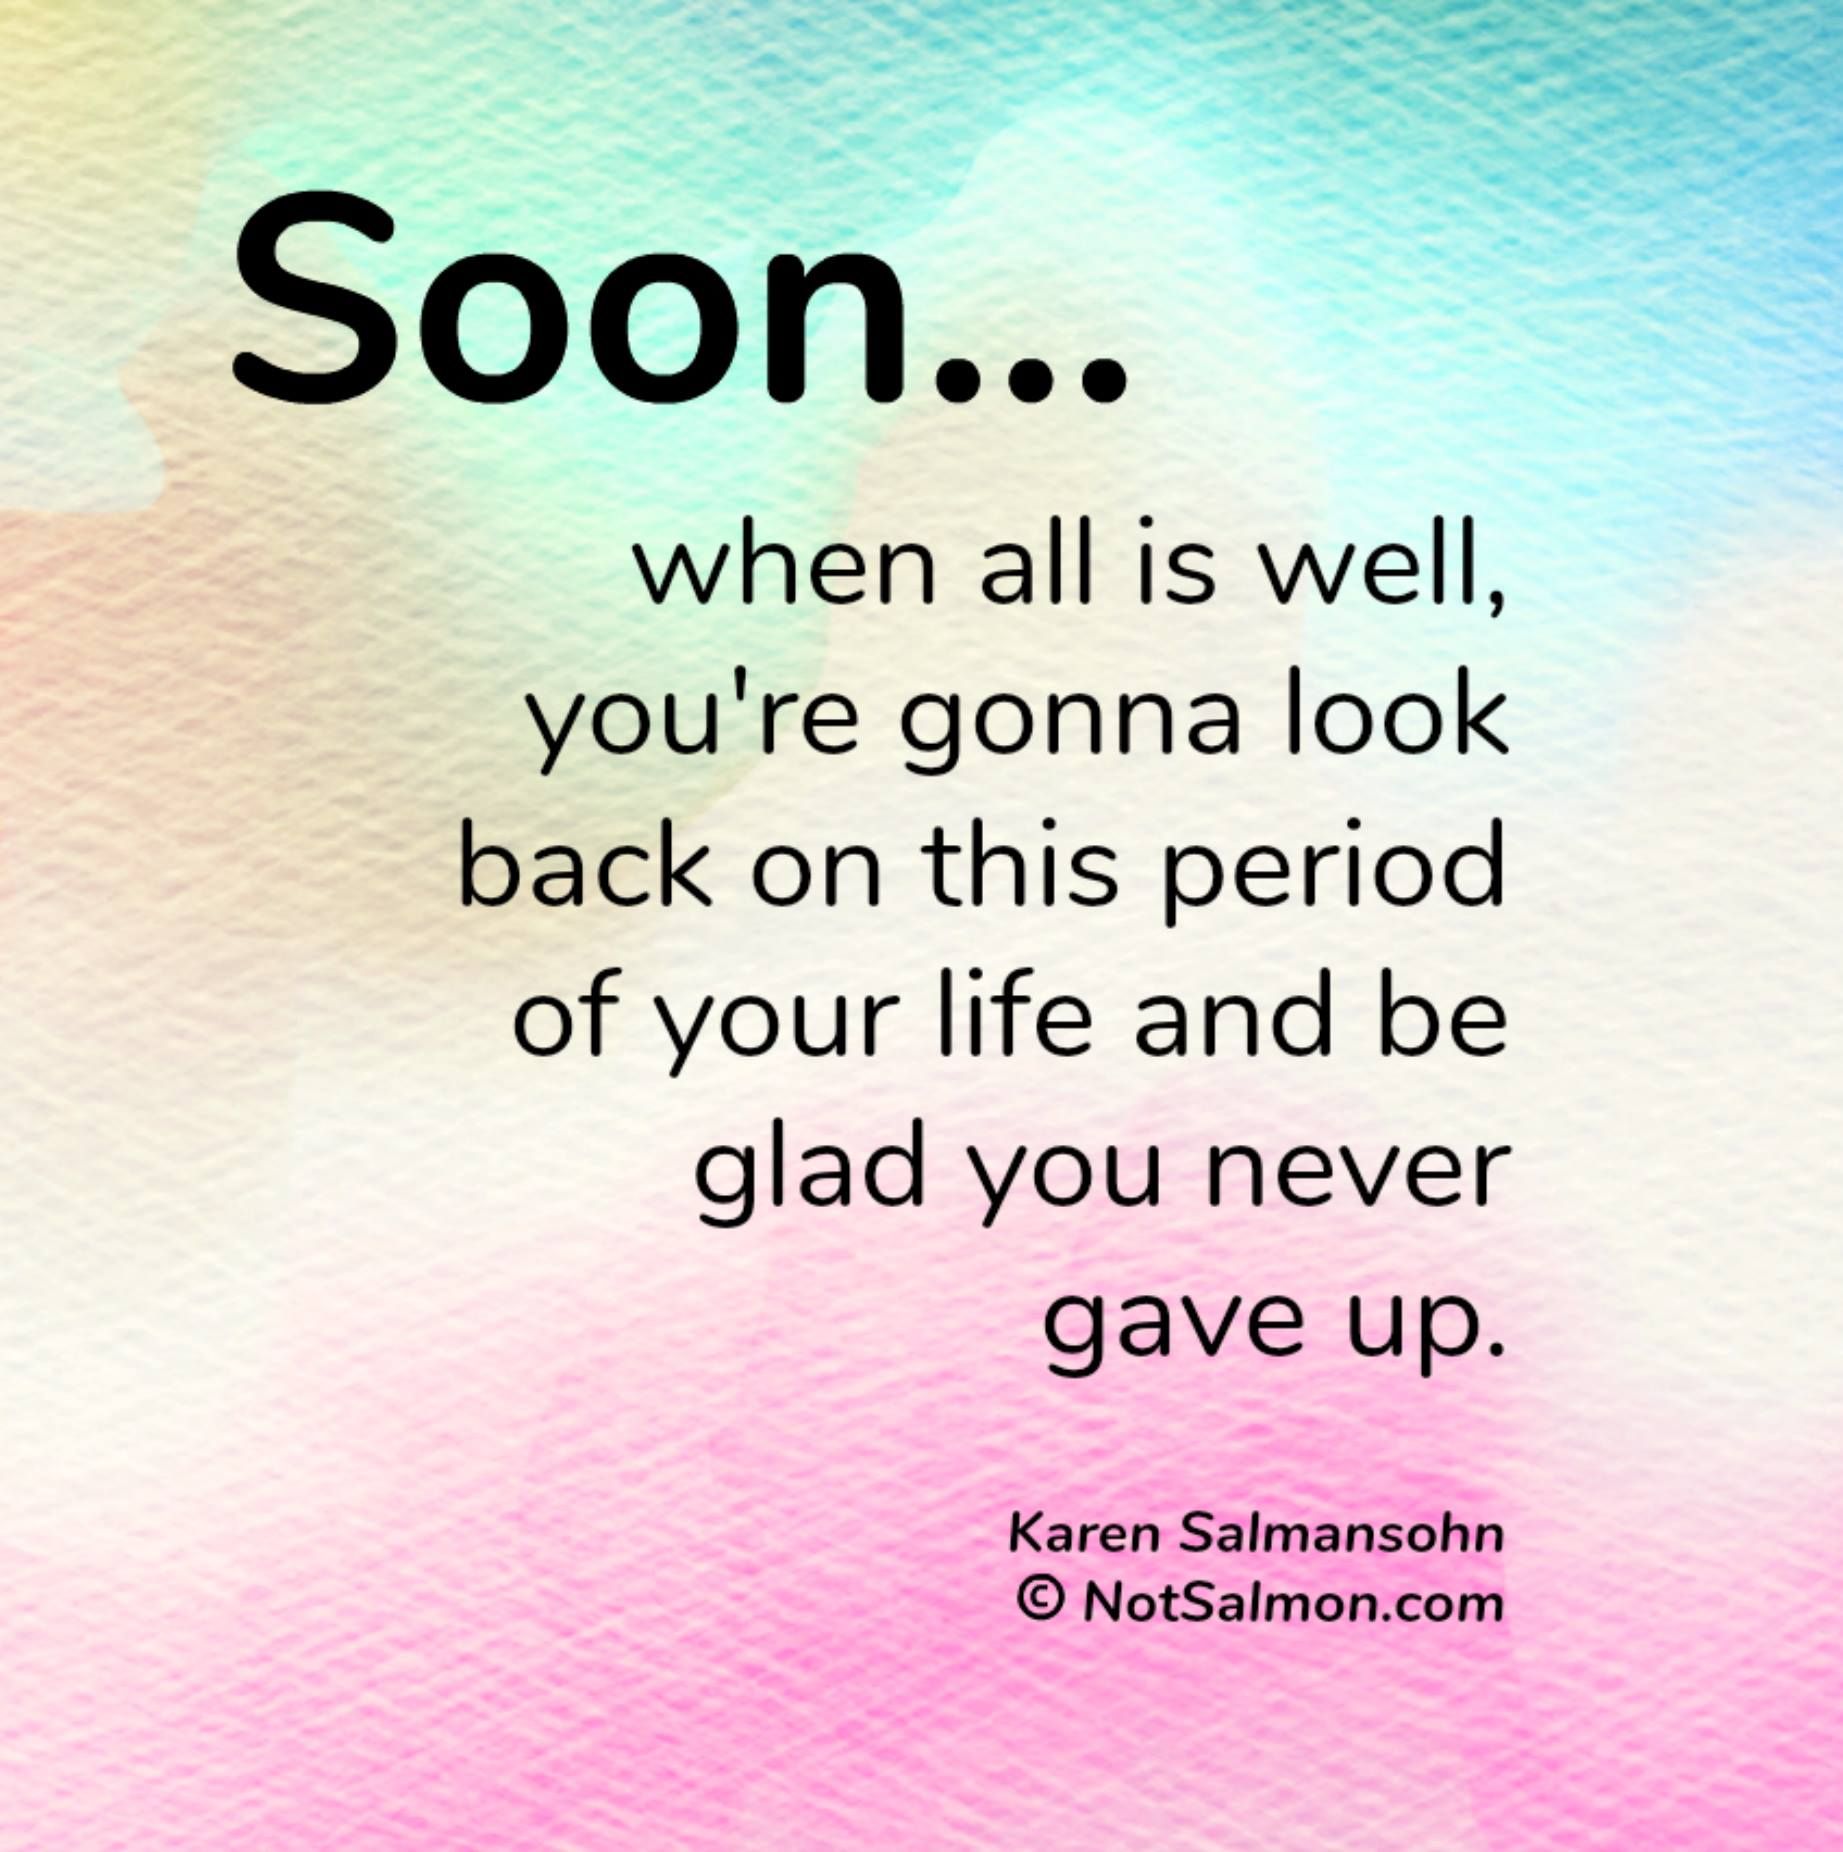 Soon...
when all is well,
you're gonna look
back on this period
of your life and be
glad you never
gave up.
Karen Salmansohn
© NotSalmon.com